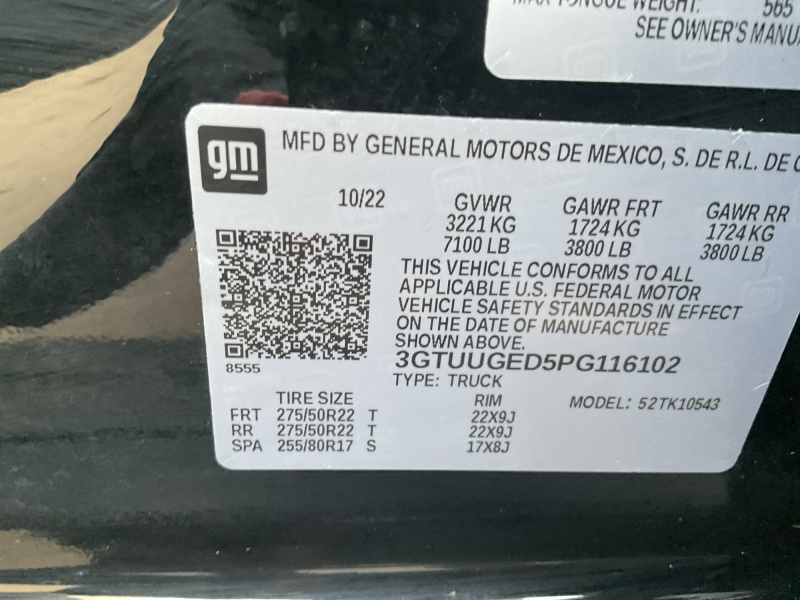 MAX TONGUE WEIGHT: 565
SEE OWNER'S MANUA
gm
MFD BY GENERAL MOTORS DE MEXICO, S. DE R.L. DE C
10/22 GVWR GAWR FRT GAWR RR
3221 KG 1724 KG 1724 KG
7100 LB 3800 LB 3800 LB
THIS VEHICLE CONFORMS TO ALL
APPLICABLE U.S. FEDERAL MOTOR
VEHICLE SAFETY STANDARDS IN EFFECT
ON THE DATE OF MANUFACTURE
SHOWN ABOVE.
8555
3GTUUGED5PG116102
TYPE: TRUCK
TIRE SIZE RIM MODEL: 52TK10543
FRT 275/50R22 T 22X9J
RR 275/50R22 T 22X9J
SPA 255/80R17 S 17X8J